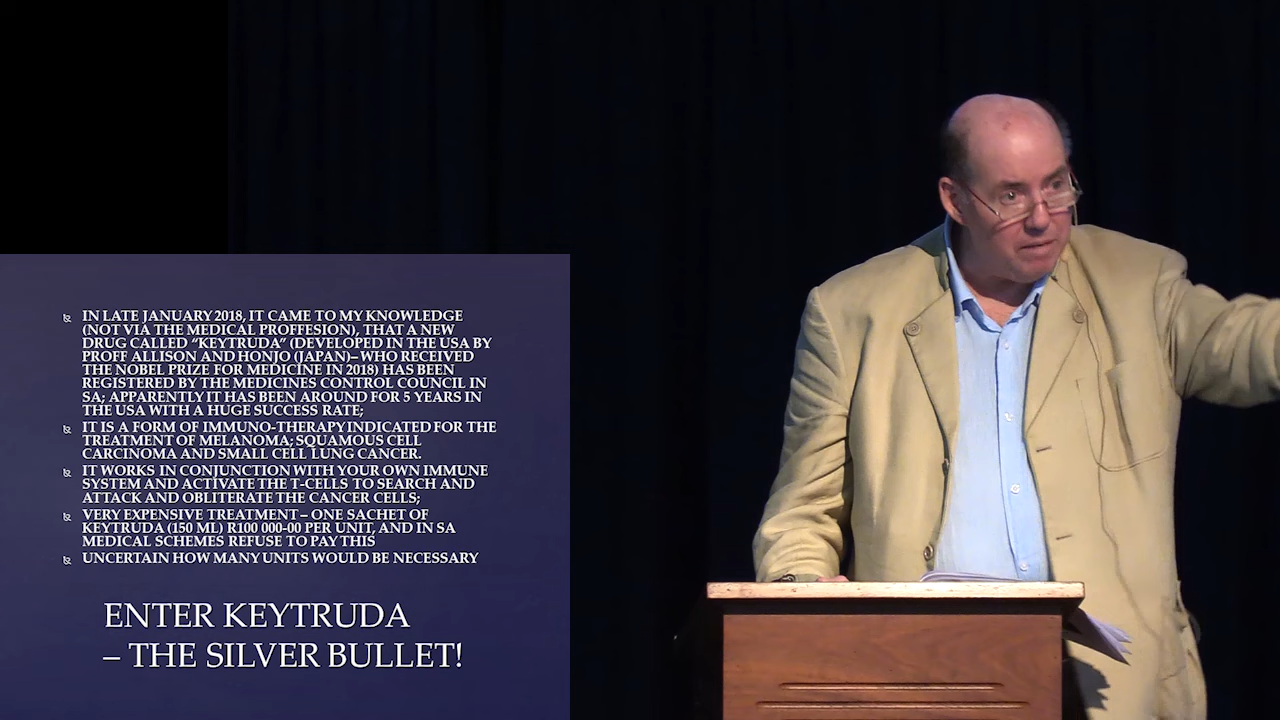 IN LATE JANUARY 2018, IT CAME TO MY KNOWLEDGE
(NOT VIA THE MEDICAL PROFFESION), THAT A NEW
DRUG CALLED “KEYTRUDA” (DEVELOPED IN THE USA BY
PROFF ALLISON AND HONJO (JAPAN)– WHO RECEIVED
THE NOBEL PRIZE FOR MEDICINE IN 2018) HAS BEEN
REGISTERED BY THE MEDICINES CONTROL COUNCIL IN
SA; APPARENTLY IT HAS BEEN AROUND FOR 5 YEARS IN
THE USA WITH A HUGE SUCCESS RATE;
IT IS A FORM OF IMMUNO-THERAPY INDICATED FOR THE
TREATMENT OF MELANOMA; SQUAMOUS CELL
CARCINOMA AND SMALL CELL LUNG CANCER.
IT WORKS IN CONJUNCTION WITH YOUR OWN IMMUNE
SYSTEM AND ACTIVATE THE T-CELLS TO SEARCH AND
ATTACK AND OBLITERATE THE CANCER CELLS;
VERY EXPENSIVE TREATMENT – ONE SACHET OF
KEYTRUDA (150 ML) R100 000-00 PER UNIT, AND IN SA
MEDICAL SCHEMES REFUSE TO PAY THIS
UNCERTAIN HOW MANY UNITS WOULD BE NECESSARY
ENTER KEYTRUDA
– THE SILVER BULLET!